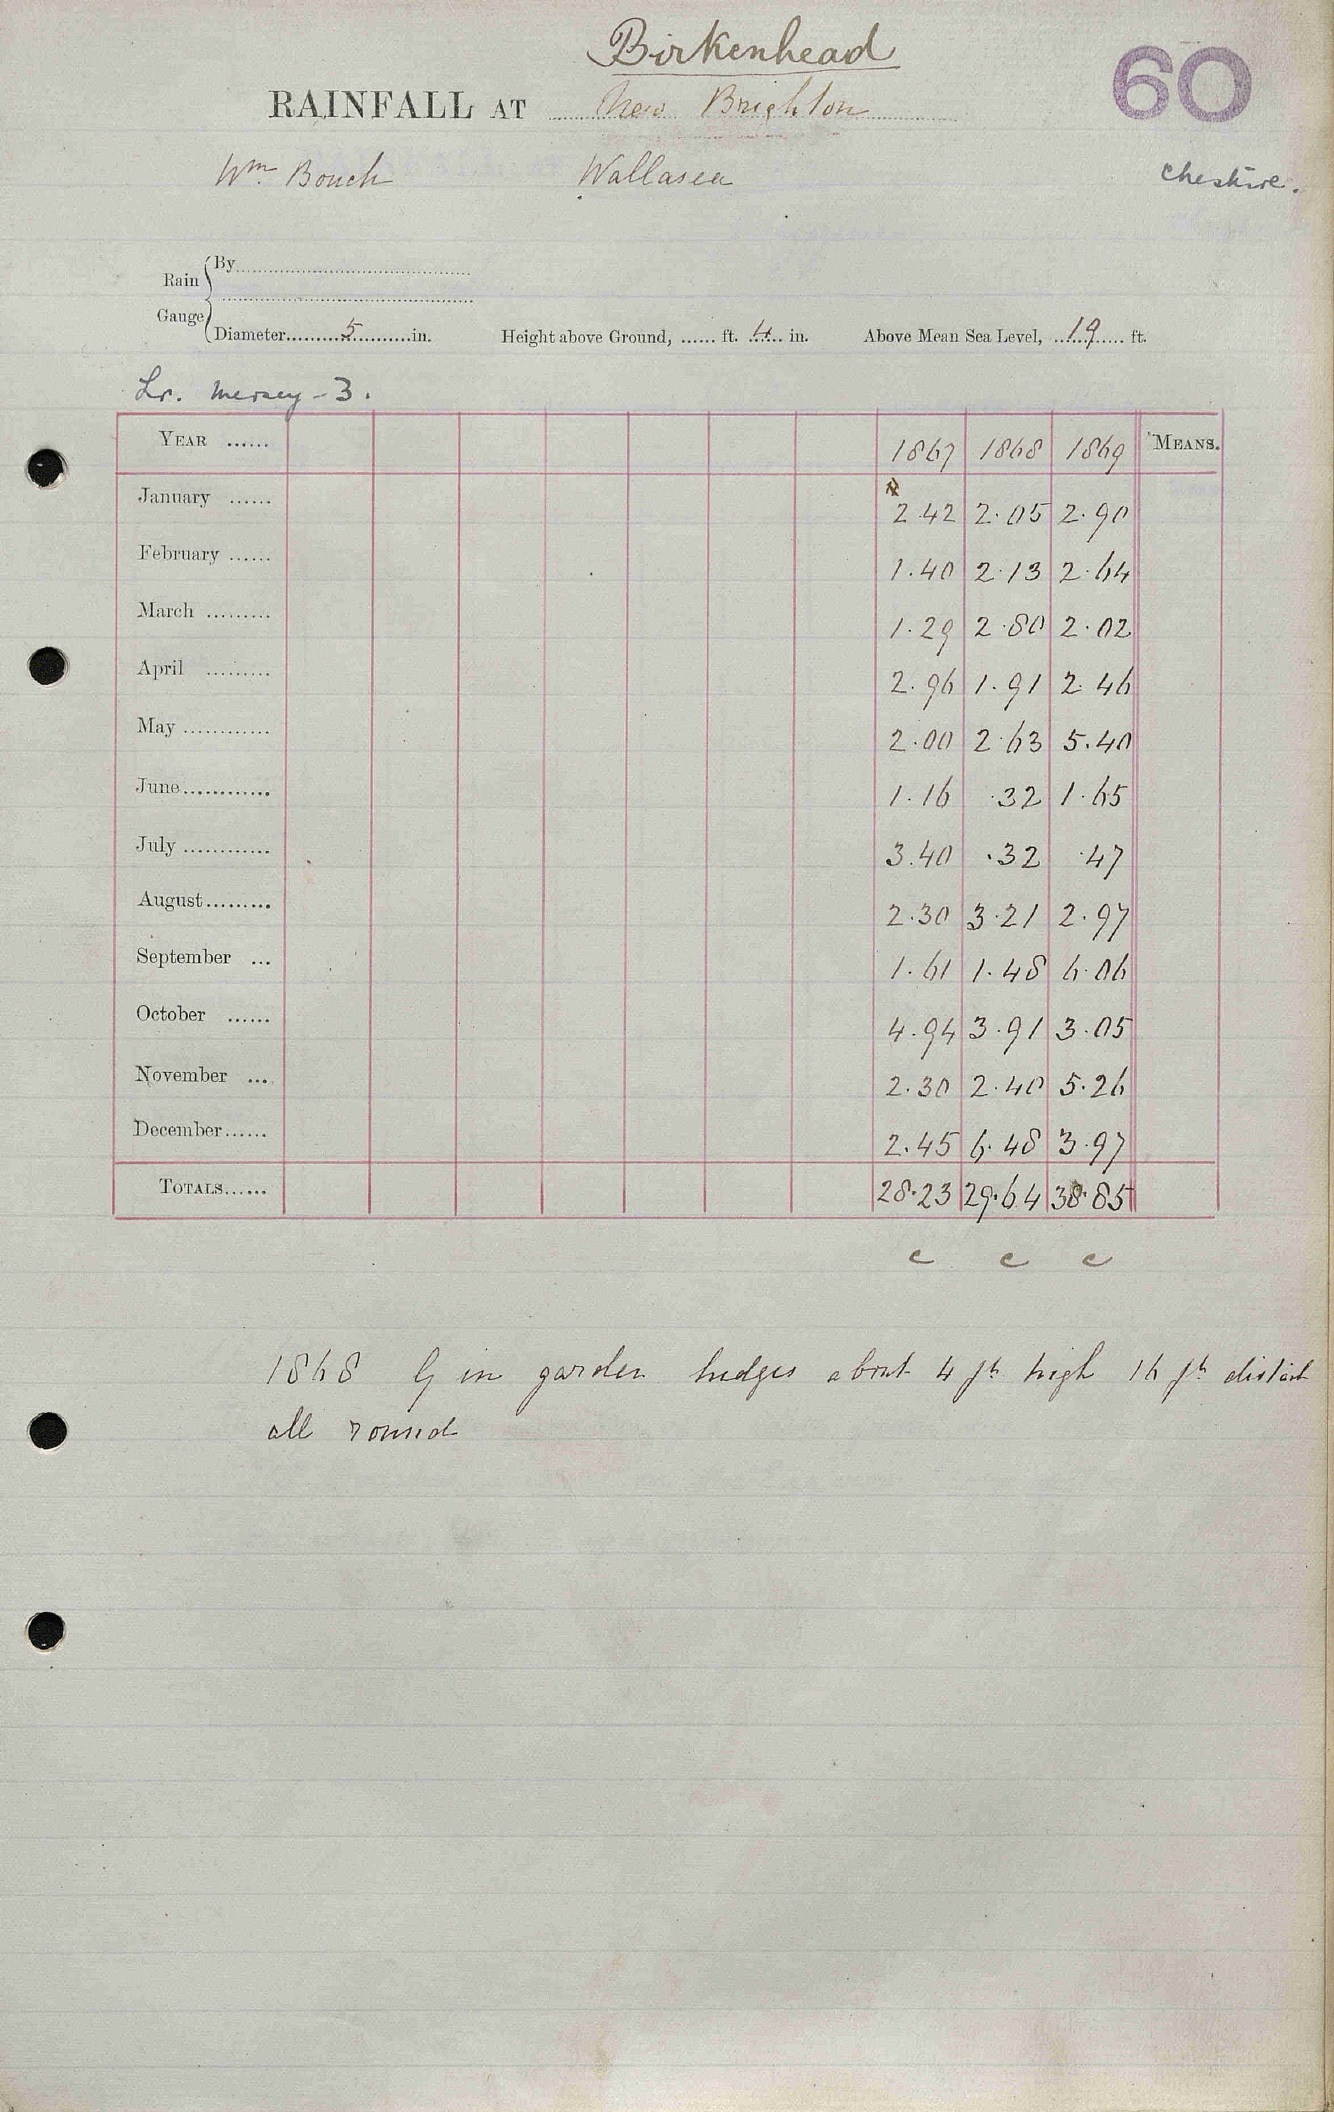 Birkenhead
60
RAINFALL AT New Brighton
Wm. Bouch Wallasea Cheshire.
Rain Gauge By
Diameter 5 in. Height above Ground, ...... ft. 4 in. Above Mean Sea Level, 19 ft.
Lr. Mersey - 3.
YEAR ...... 1867 1868 1869 MEANS.
January ...... 2.42 2.05 2.90
February ...... 1.40 2.13 2.64
March ......... 1.29 2.80 2.02
April ......... 2.96 1.91 2.46
May ............ 2.00 2.63 5.40
June ............ 1.16 .32 1.65
July ............ 3.40 .32 .47
August ......... 2.30 3.21 2.97
September ... 1.61 1.48 6.06
October ...... 4.94 3.91 3.05
November ... 2.30 2.40 5.26
December ...... 2.45 6.48 3.97
TOTALS ...... 28.23 29.64 38.85
c c c
1868 G in garden hedges about 4 ft high 16 ft distant
all round